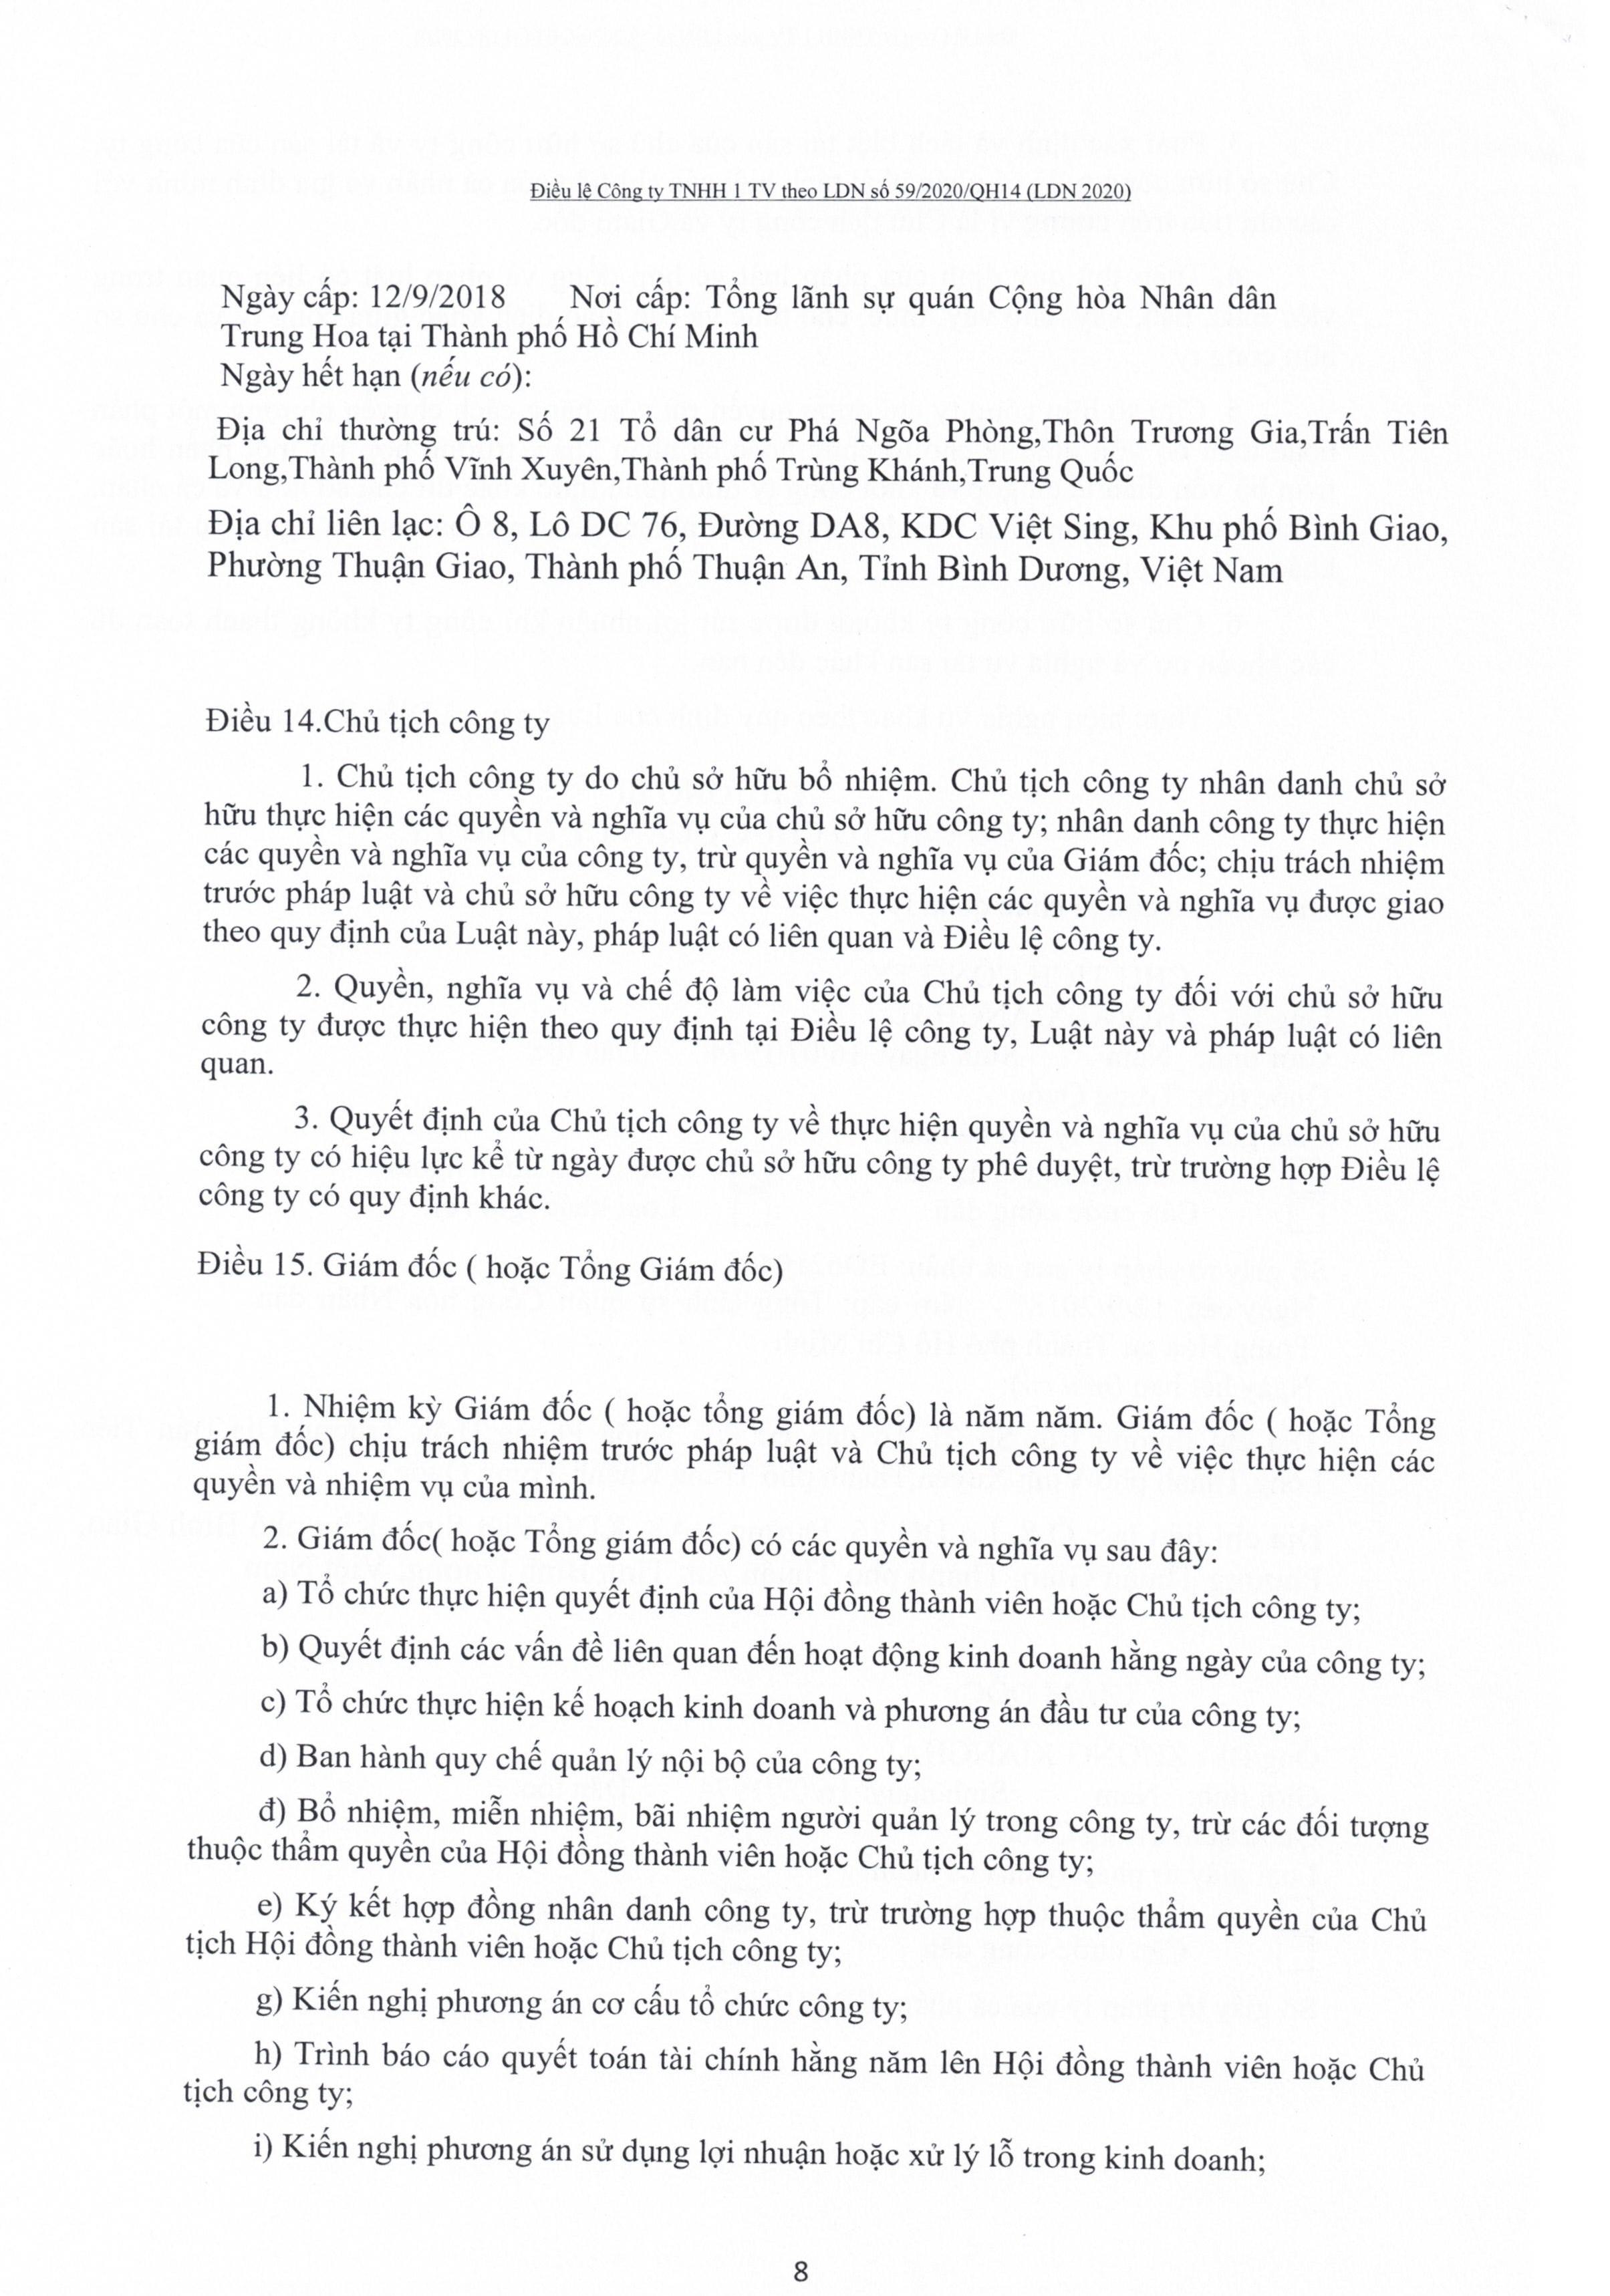 Điều lệ Công ty TNHH 1 TV theo LDN số 59/2020/QH14 (LDN 2020)
Ngày cấp: 12/9/2018 Nơi cấp: Tổng lãnh sự quán Cộng hòa Nhân dân
Trung Hoa tại Thành phố Hồ Chí Minh
Ngày hết hạn (nếu có):
Địa chỉ thường trú: Số 21 Tổ dân cư Phá Ngõa Phòng,Thôn Trương Gia,Trấn Tiên
Long,Thành phố Vĩnh Xuyên,Thành phố Trùng Khánh,Trung Quốc
Địa chỉ liên lạc: Ô 8, Lô DC 76, Đường DA8, KDC Việt Sing, Khu phố Bình Giao,
Phường Thuận Giao, Thành phố Thuận An, Tỉnh Bình Dương, Việt Nam
Điều 14.Chủ tịch công ty
1. Chủ tịch công ty do chủ sở hữu bổ nhiệm. Chủ tịch công ty nhân danh chủ sở
hữu thực hiện các quyền và nghĩa vụ của chủ sở hữu công ty; nhân danh công ty thực hiện
các quyền và nghĩa vụ của công ty, trừ quyền và nghĩa vụ của Giám đốc; chịu trách nhiệm
trước pháp luật và chủ sở hữu công ty về việc thực hiện các quyền và nghĩa vụ được giao
theo quy định của Luật này, pháp luật có liên quan và Điều lệ công ty.
2. Quyền, nghĩa vụ và chế độ làm việc của Chủ tịch công ty đối với chủ sở hữu
công ty được thực hiện theo quy định tại Điều lệ công ty, Luật này và pháp luật có liên
quan.
3. Quyết định của Chủ tịch công ty về thực hiện quyền và nghĩa vụ của chủ sở hữu
công ty có hiệu lực kể từ ngày được chủ sở hữu công ty phê duyệt, trừ trường hợp Điều lệ
công ty có quy định khác.
Điều 15. Giám đốc ( hoặc Tổng Giám đốc)
1. Nhiệm kỳ Giám đốc ( hoặc tổng giám đốc) là năm năm. Giám đốc ( hoặc Tổng
giám đốc) chịu trách nhiệm trước pháp luật và Chủ tịch công ty về việc thực hiện các
quyền và nhiệm vụ của mình.
2. Giám đốc( hoặc Tổng giám đốc) có các quyền và nghĩa vụ sau đây:
a) Tổ chức thực hiện quyết định của Hội đồng thành viên hoặc Chủ tịch công ty;
b) Quyết định các vấn đề liên quan đến hoạt động kinh doanh hằng ngày của công ty;
c) Tổ chức thực hiện kế hoạch kinh doanh và phương án đầu tư của công ty;
d) Ban hành quy chế quản lý nội bộ của công ty;
đ) Bổ nhiệm, miễn nhiệm, bãi nhiệm người quản lý trong công ty, trừ các đối tượng
thuộc thẩm quyền của Hội đồng thành viên hoặc Chủ tịch công ty;
e) Ký kết hợp đồng nhân danh công ty, trừ trường hợp thuộc thẩm quyền của Chủ
tịch Hội đồng thành viên hoặc Chủ tịch công ty;
g) Kiến nghị phương án cơ cấu tổ chức công ty;
h) Trình báo cáo quyết toán tài chính hằng năm lên Hội đồng thành viên hoặc Chủ
tịch công ty;
i) Kiến nghị phương án sử dụng lợi nhuận hoặc xử lý lỗ trong kinh doanh;
8